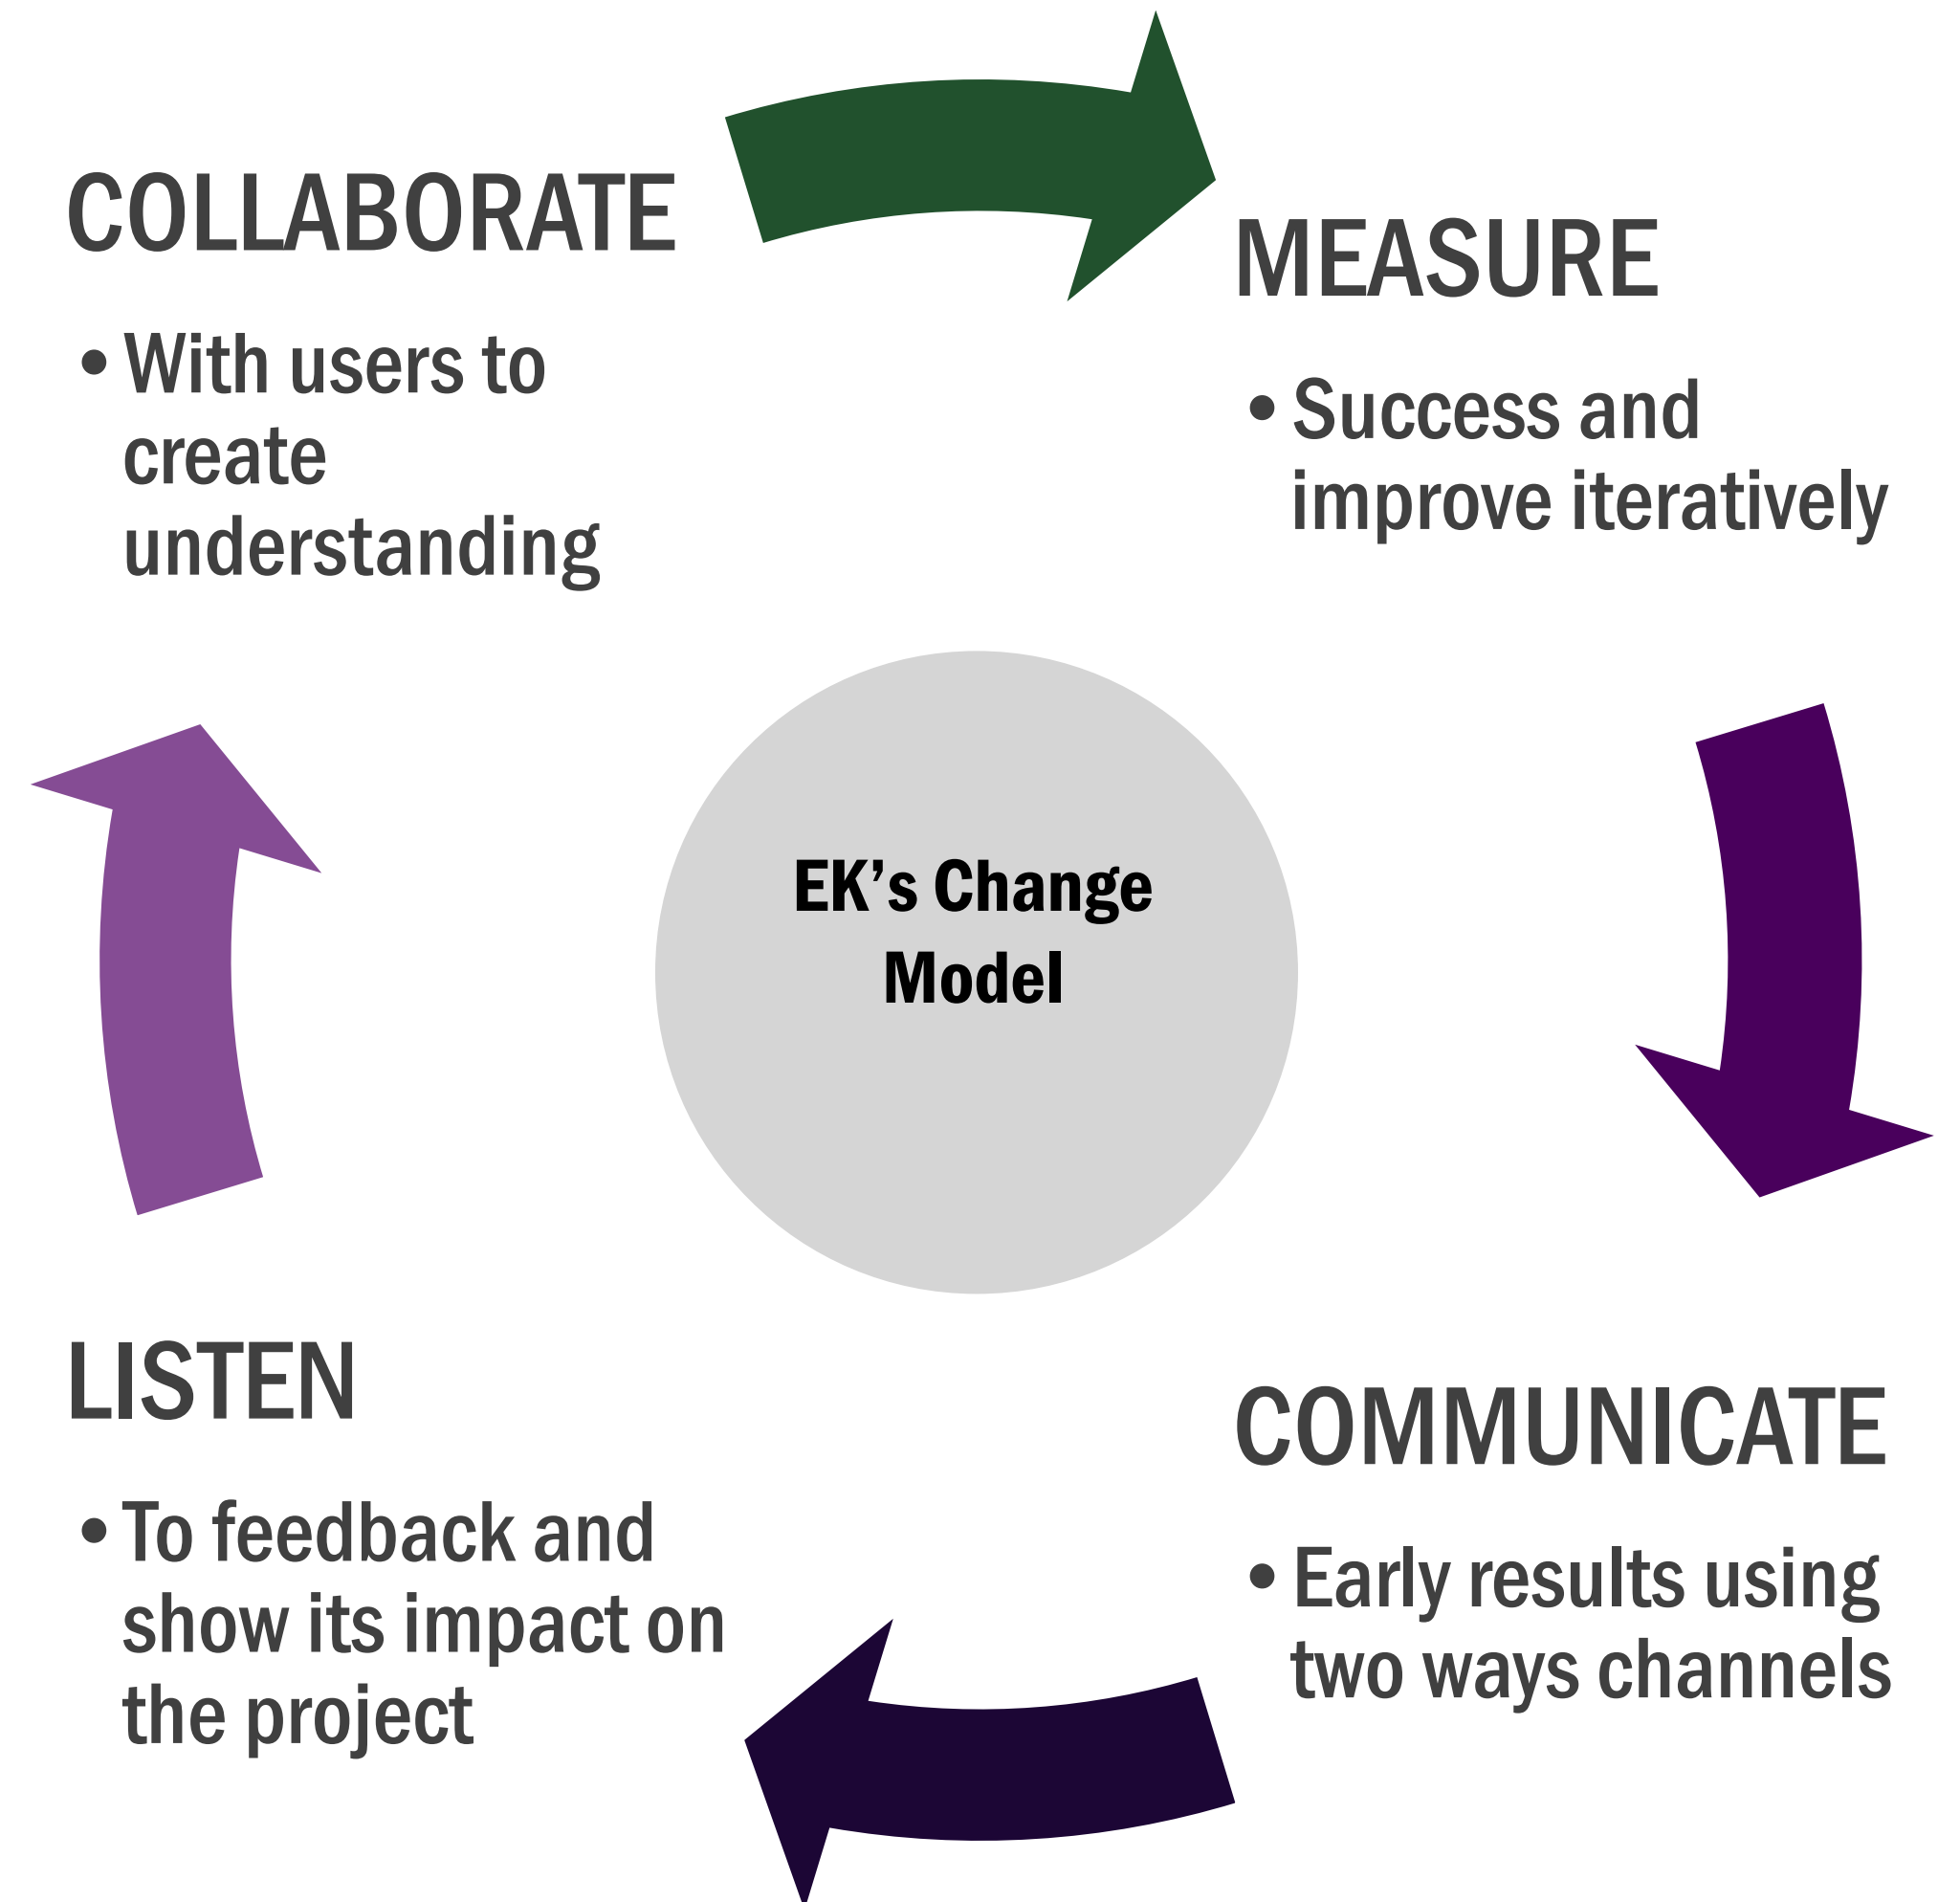 COLLABORATE
• With users to
create
understanding
MEASURE
• Success and
improve iteratively
EK’s Change
Model
LISTEN
• To feedback and
show its impact on
the project
COMMUNICATE
• Early results using
two ways channels